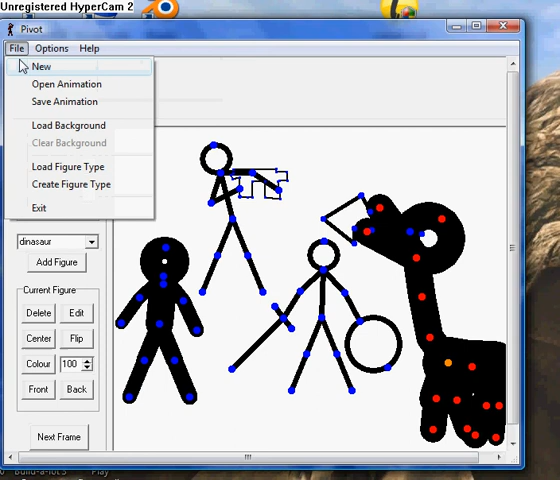 Unregistered HyperCam 2
Pivot
File Options Help
New
Open Animation
Save Animation
Load Background
Clear Background
Load Figure Type
Create Figure Type
Exit
dinasaur
Add Figure
Current Figure
Delete Edit
Center Flip
Colour 100
Front Back
Next Frame
Play